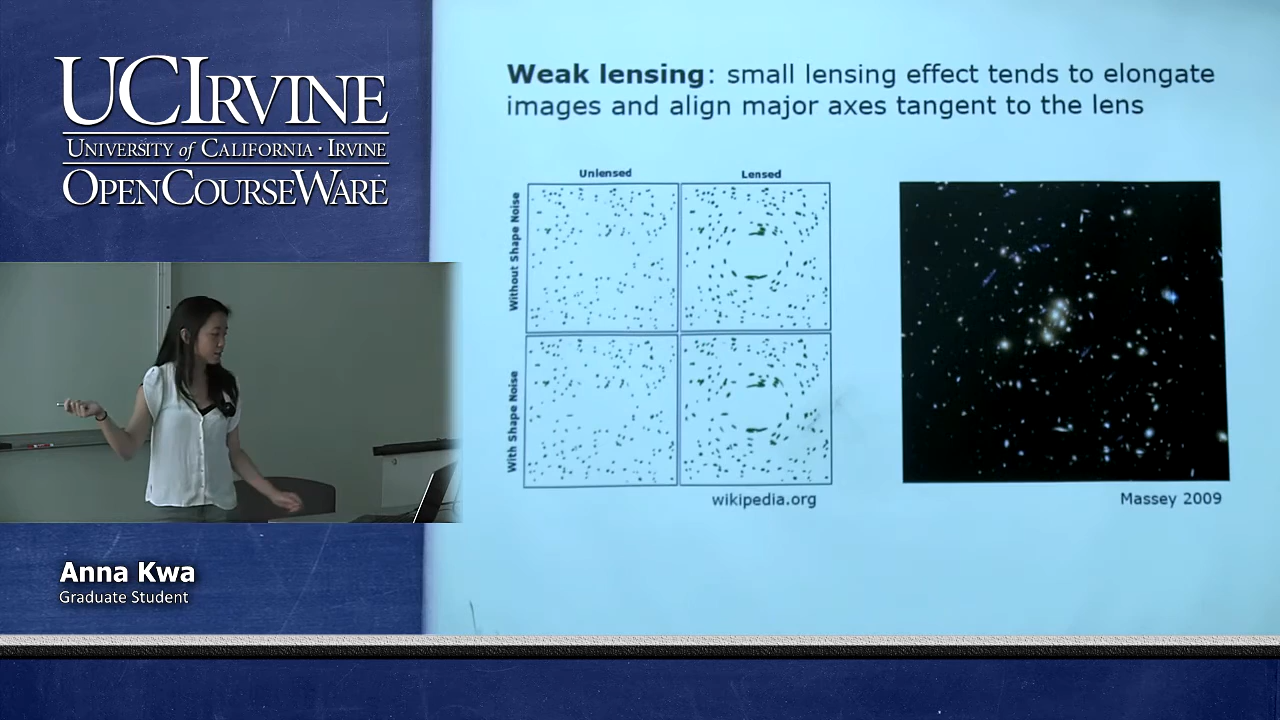 UCIRVINE
UNIVERSITY of CALIFORNIA · IRVINE
OPENCOURSEWARE
Anna Kwa
Graduate Student
Weak lensing: small lensing effect tends to elongate
images and align major axes tangent to the lens
Unlensed
Lensed
Without Shape Noise
With Shape Noise
wikipedia.org
Massey 2009